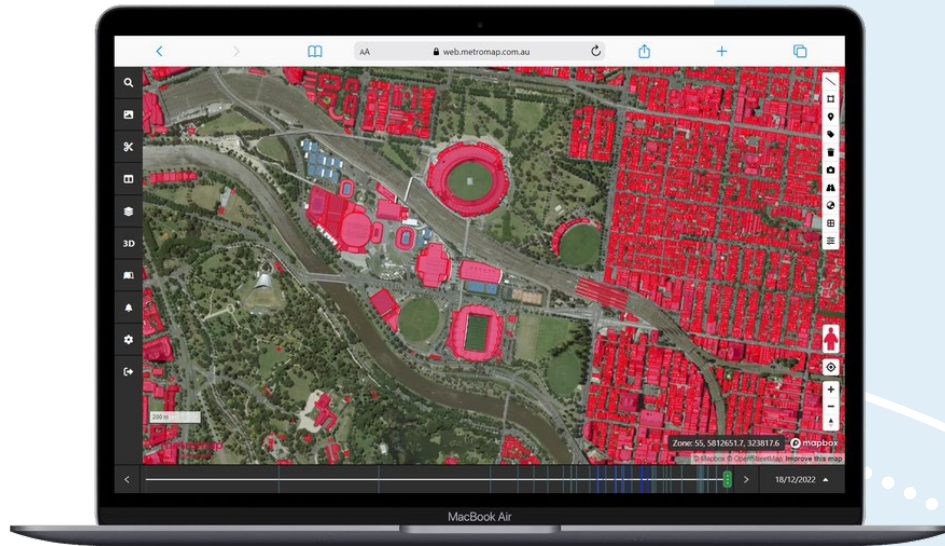 AA
web.metromap.com.au
3D
200 m
metromap
Zone: 55, 5812651.7, 323817.6
mapbox
© Mapbox © OpenStreetMap Improve this map
18/12/2022
MacBook Air